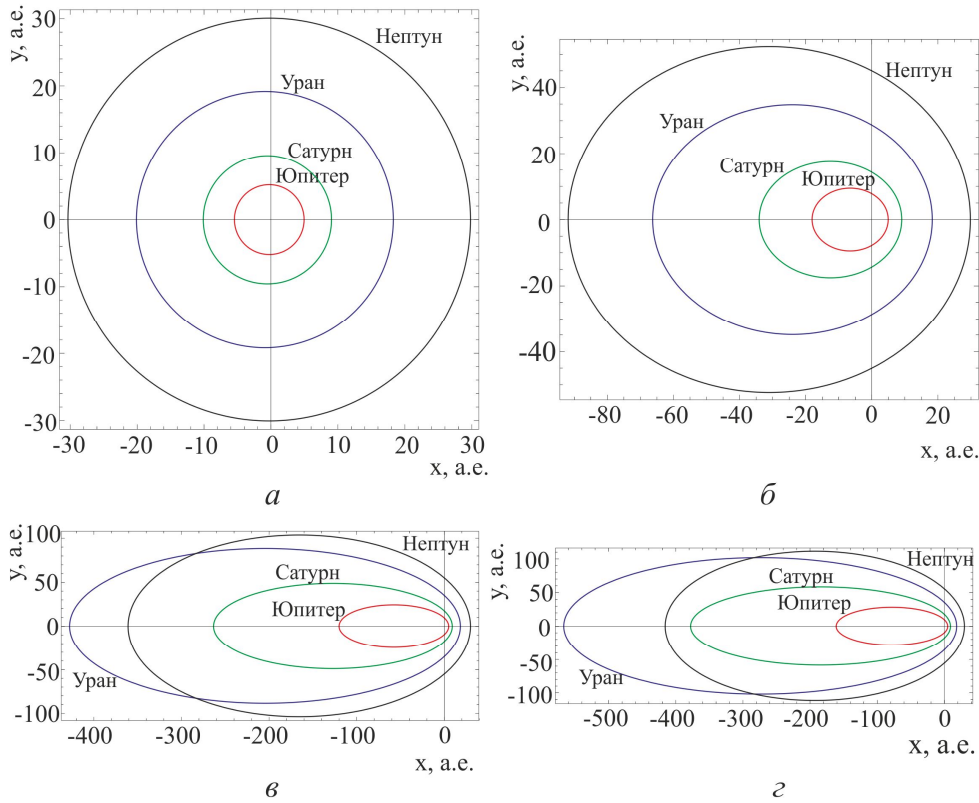 y, а.е.
30
20
10
0
-10
-20
-30
Нептун
Уран
Сатурн
Юпитер
-30 -20 -10 0 10 20 30
x, а.е.
а
y, а.е.
40
20
0
-20
-40
Нептун
Уран
Сатурн
Юпитер
-80 -60 -40 -20 0 20
x, а.е.
б
y, а.е.
100
50
0
-50
-100
Нептун
Сатурн
Юпитер
Уран
-400 -300 -200 -100 0
x, а.е.
в
y, а.е.
100
50
0
-50
-100
Нептун
Сатурн
Юпитер
Уран
-500 -400 -300 -200 -100 0
x, а.е.
г